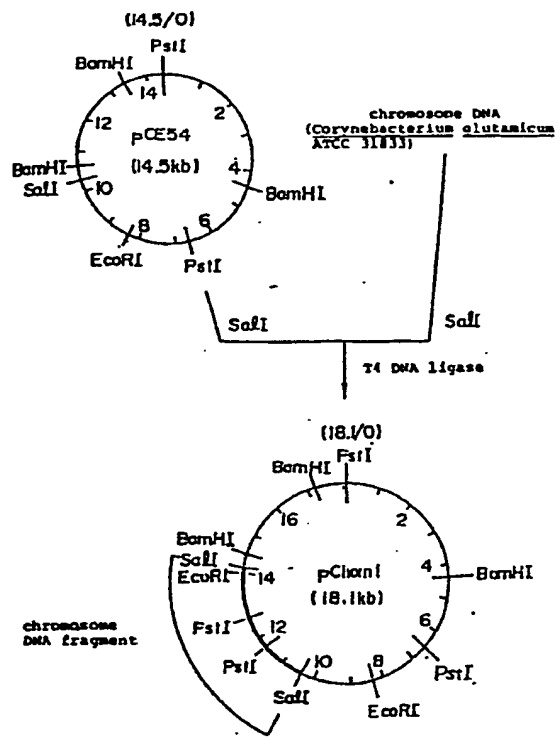 (14.5/0)
PstI
BamHI
14
2
12
pCE54
(14.5kb)
BamHI
SalI
10
4
BamHI
8
6
EcoRI
PstI
chromosome DNA
(Corynebacterium glutamicum
ATCC 31833)
SalI
SalI
T4 DNA ligase
(18.1/0)
PstI
BamHI
16
2
BamHI
SalI
EcoRI
14
pChom1
(18.1kb)
4
BamHI
chromosome
DNA fragment
PstI
12
6
PstI
10
8
PstI
SalI
EcoRI